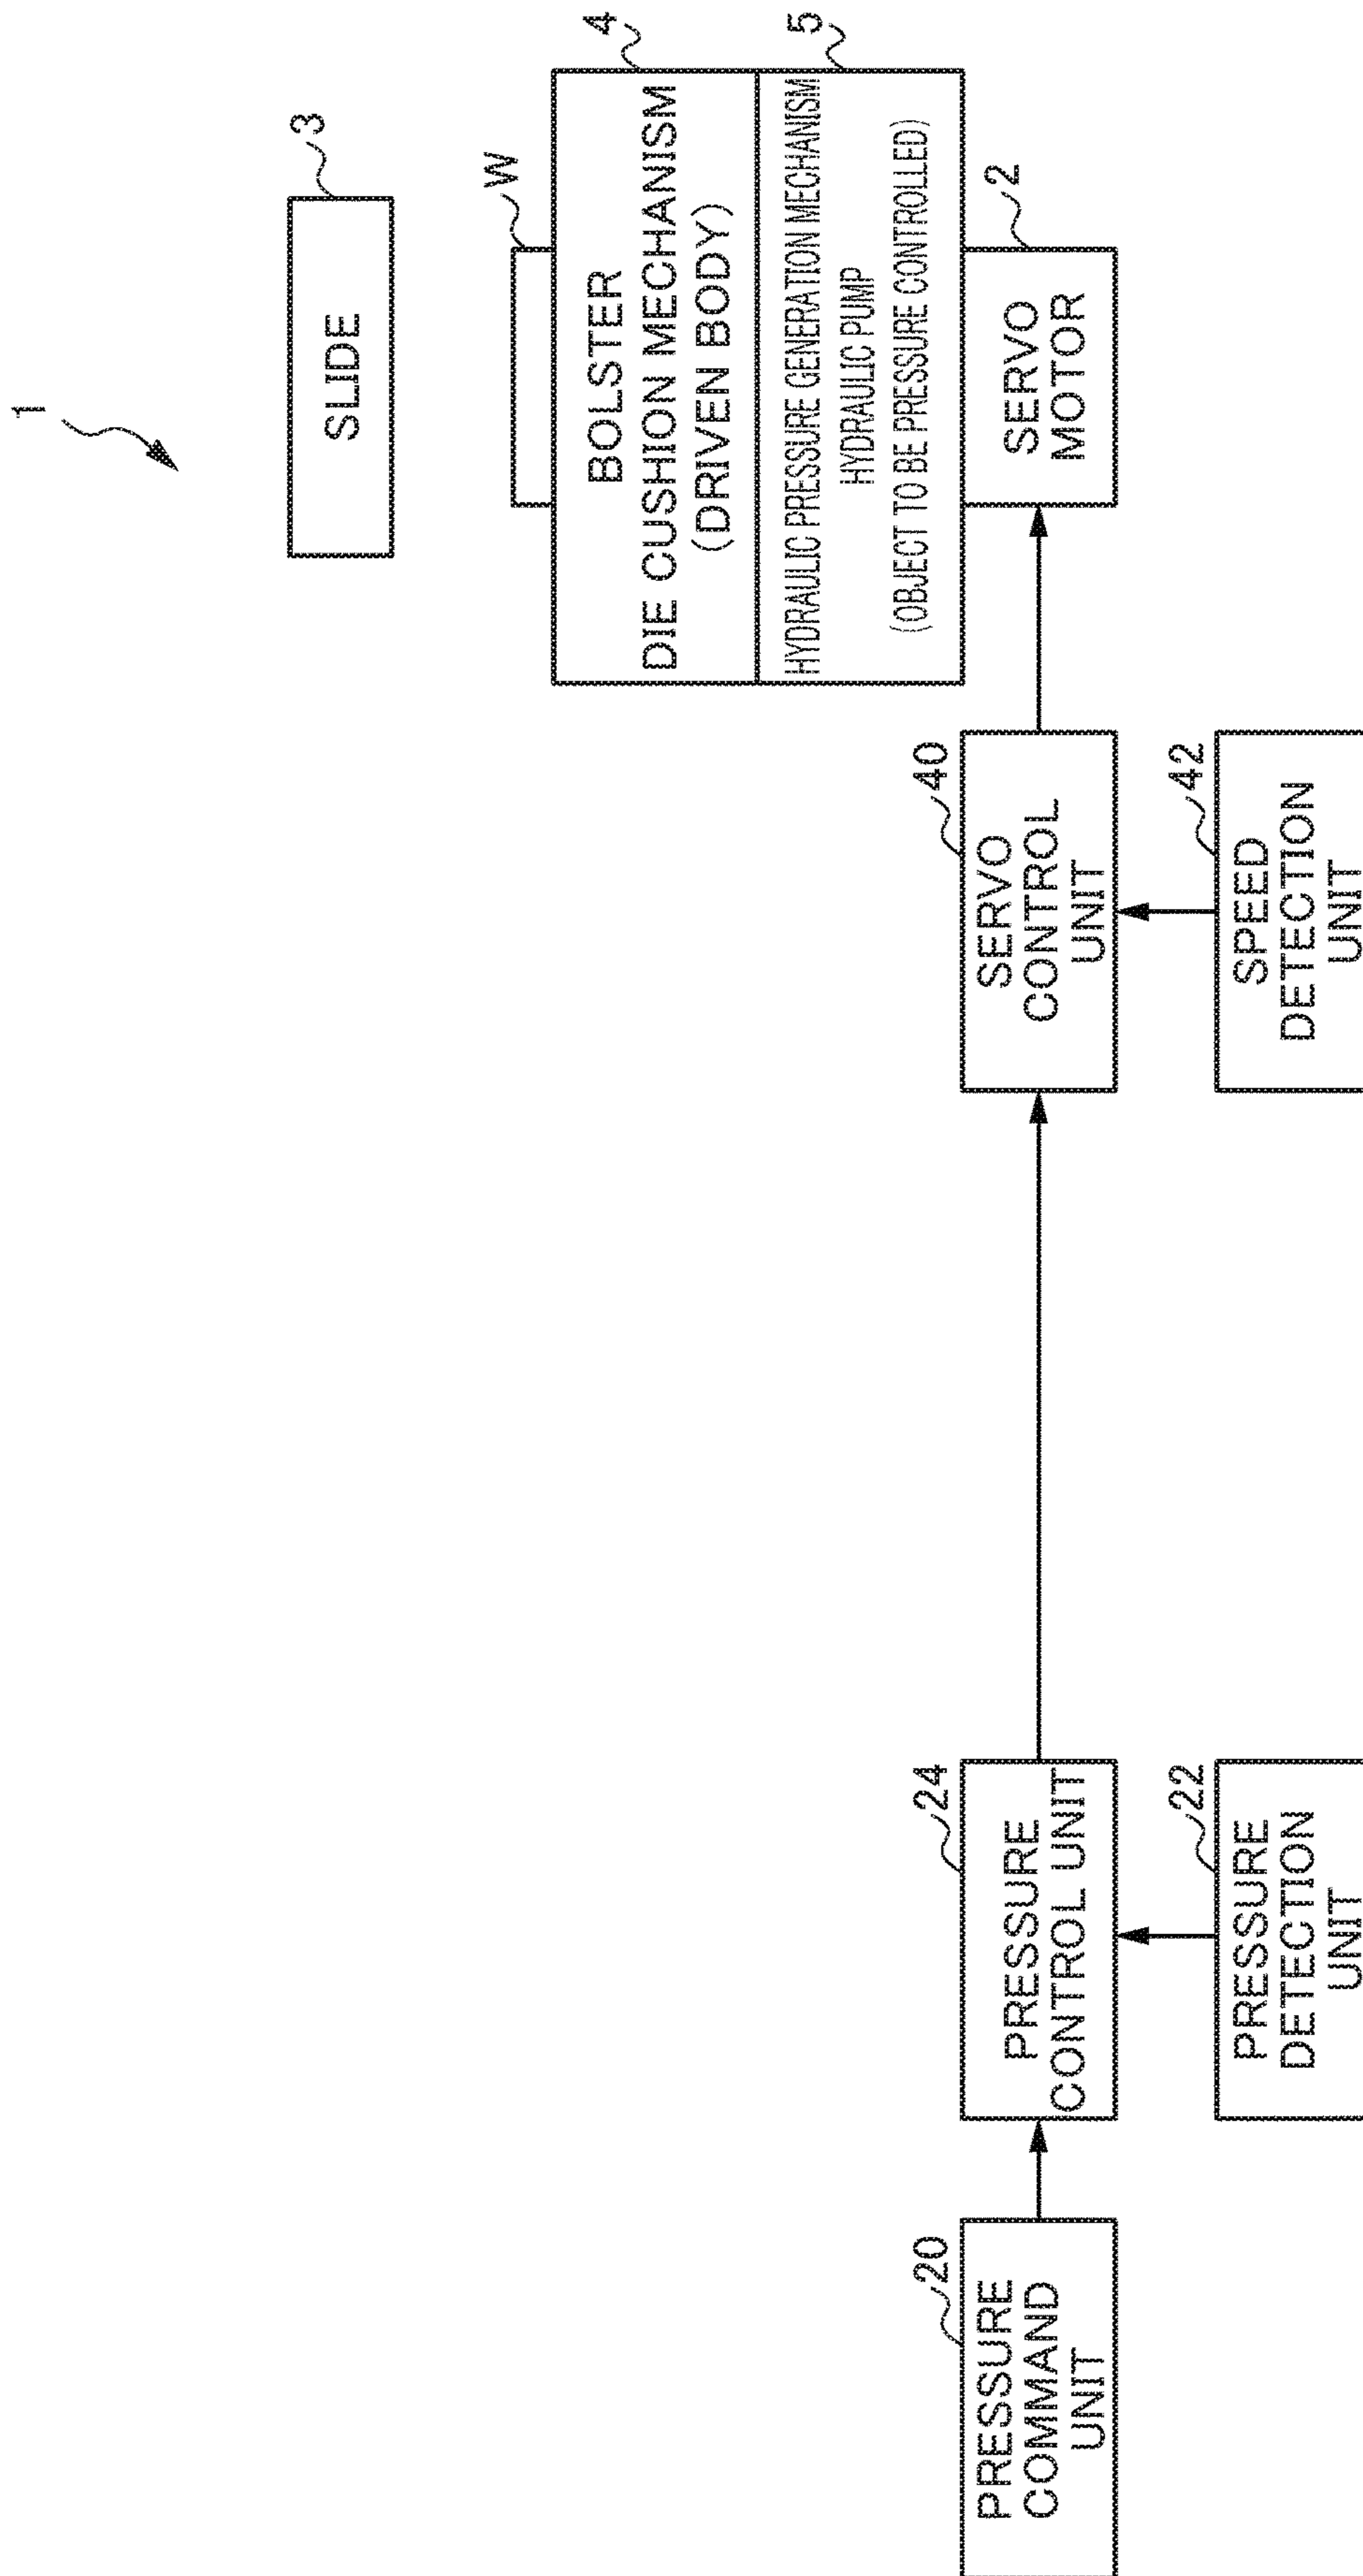 1
3
SLIDE
W
4
BOLSTER
DIE CUSHION MECHANISM
(DRIVEN BODY)
5
HYDRAULIC PRESSURE GENERATION MECHANISM
HYDRAULIC PUMP
(OBJECT TO BE PRESSURE CONTROLLED)
20
PRESSURE
COMMAND
UNIT
24
PRESSURE
CONTROL UNIT
40
SERVO
CONTROL
UNIT
2
SERVO
MOTOR
22
PRESSURE
DETECTION
UNIT
42
SPEED
DETECTION
UNIT